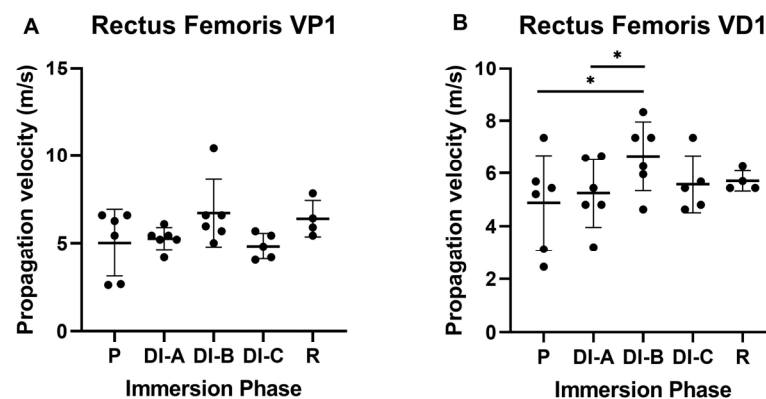 A Rectus Femoris VP1
Propagation velocity (m/s)
15
10
5
0
P DI-A DI-B DI-C R
Immersion Phase
B Rectus Femoris VD1
Propagation velocity (m/s)
10
8
6
4
2
0
*
*
P DI-A DI-B DI-C R
Immersion Phase